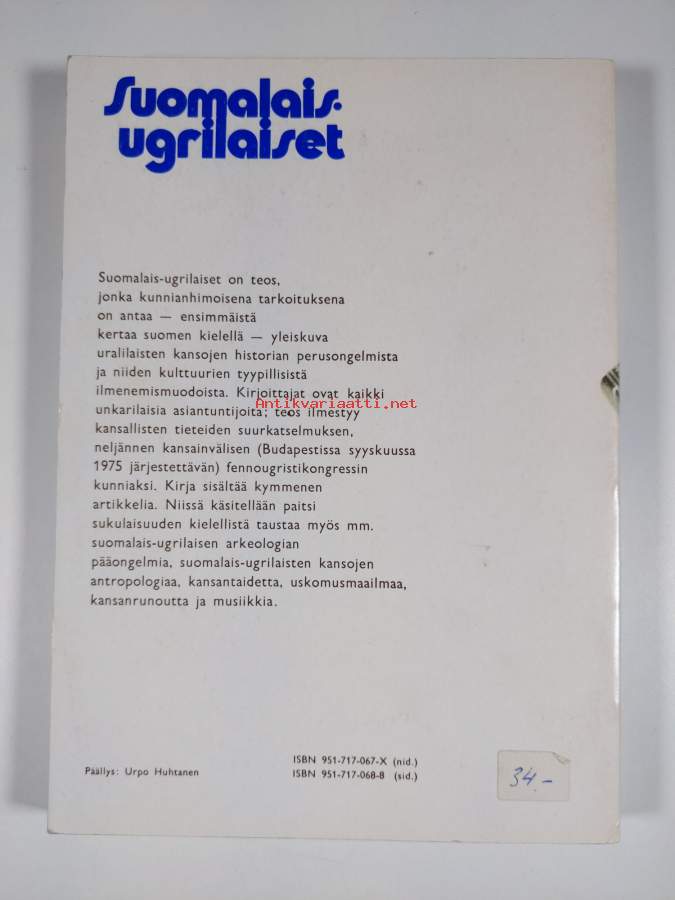 Suomalais-
ugrilaiset
Suomalais-ugrilaiset on teos,
jonka kunnianhimoisena tarkoituksena
on antaa — ensimmäistä
kertaa suomen kielellä — yleiskuva
uralilaisten kansojen historian perusongelmista
ja niiden kulttuurien tyypillisistä
ilmenemismuodoista. Kirjoittajat ovat kaikki
Antikvariaatti.net
unkarilaisia asiantuntijoita; teos ilmestyy
kansallisten tieteiden suurkatselmuksen,
neljännen kansainvälisen (Budapestissa syyskuussa
1975 järjestettävän) fennougristikongressin
kunniaksi. Kirja sisältää kymmenen
artikkelia. Niissä käsitellään paitsi
sukulaisuuden kielellistä taustaa myös mm.
suomalais-ugrilaisen arkeologian
pääongelmia, suomalais-ugrilaisten kansojen
antropologiaa, kansantaidetta, uskomusmaailmaa,
kansanrunoutta ja musiikkia.
Päällys: Urpo Huhtanen
ISBN 951-717-067-X (nid.)
ISBN 951-717-068-8 (sid.)
34.-